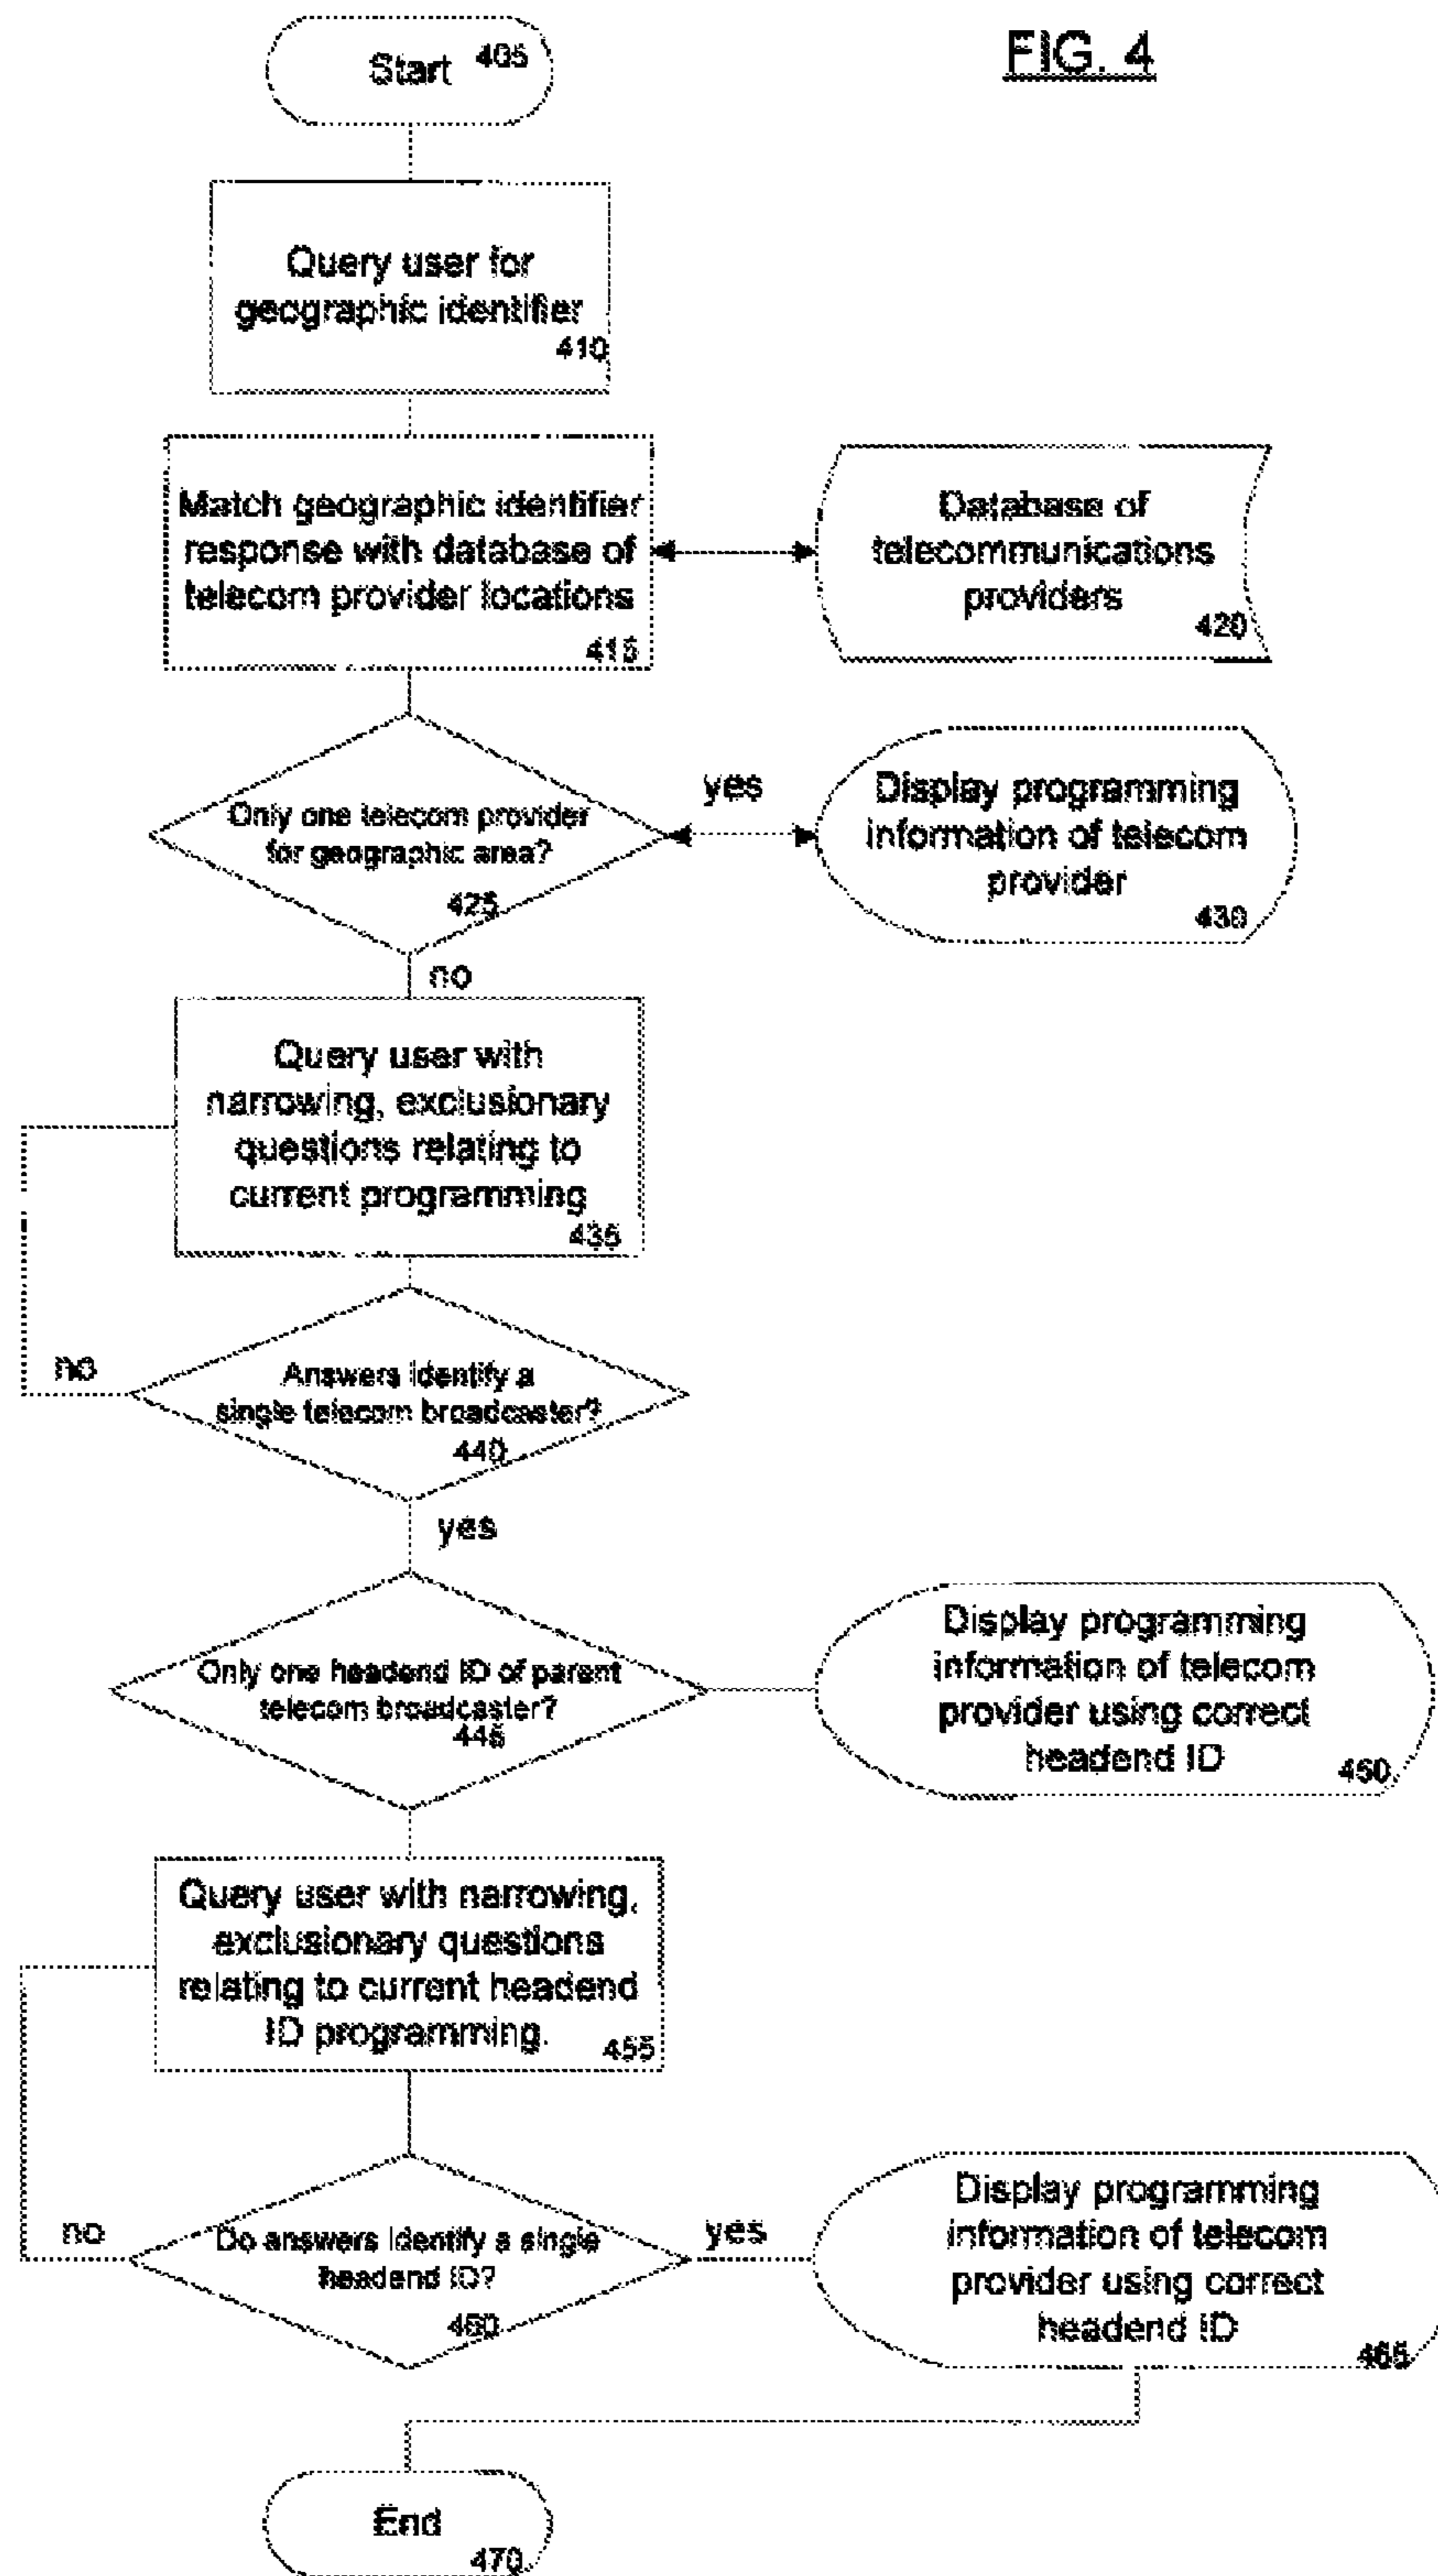 FIG. 4
Start 405
Query user for
geographic identifier
410
Match geographic identifier
response with database of
telecom provider locations
415
Database of
telecommunications
providers
420
Only one telecom provider
for geographic area?
425
yes
Display programming
information of telecom
provider
430
no
Query user with
narrowing, exclusionary
questions relating to
current programming
435
no
Answers identify a
single telecom broadcaster?
440
yes
Only one headend ID of parent
telecom broadcaster?
445
Display programming
information of telecom
provider using correct
headend ID
450
Query user with narrowing,
exclusionary questions
relating to current headend
ID programming.
455
no
Do answers identify a single
headend ID?
460
yes
Display programming
information of telecom
provider using correct
headend ID
465
End
470